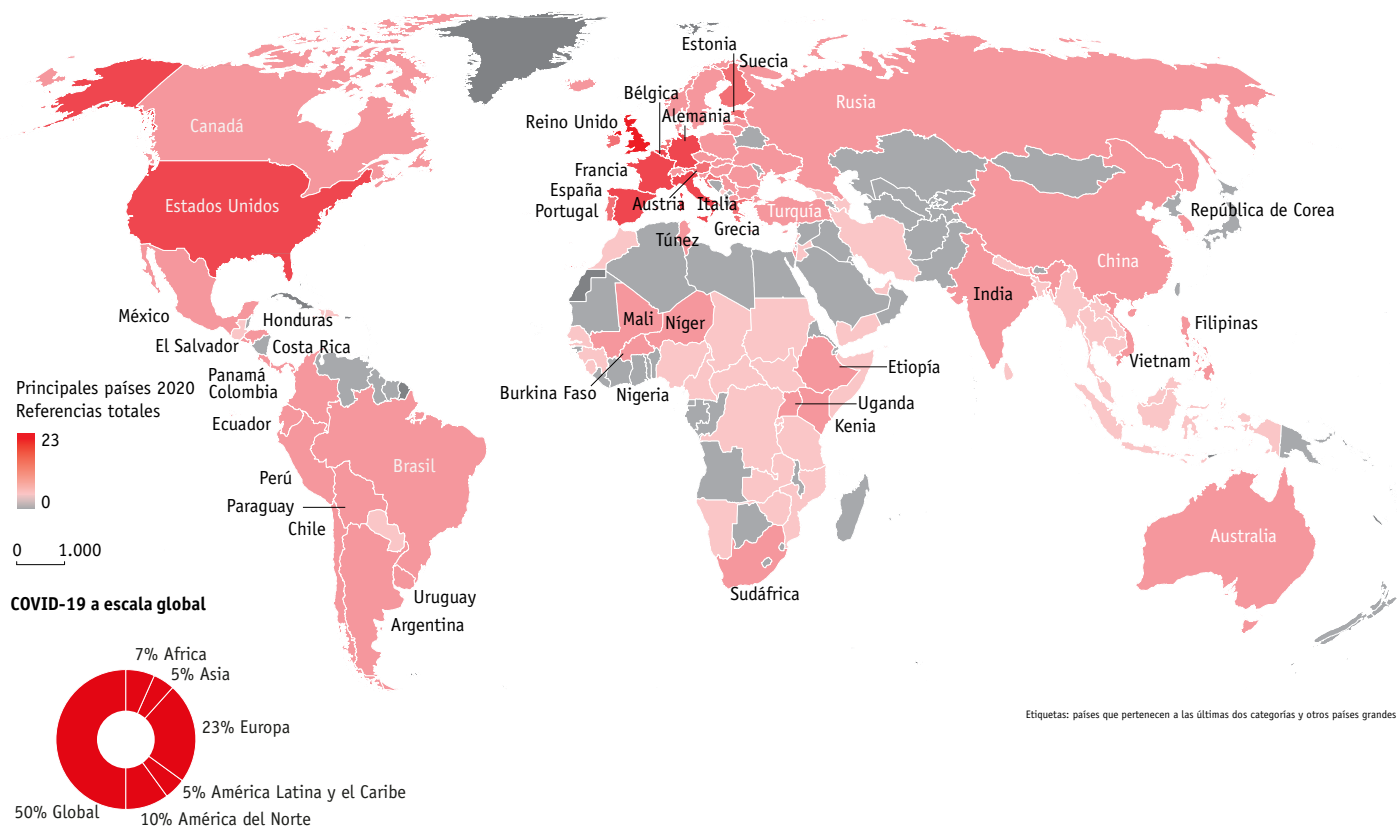 Estonia
Suecia
Bélgica
Alemania
Reino Unido
Rusia
Canadá
Francia
España
Portugal
Austria
Italia
Grecia
Turquia
Estados Unidos
República de Corea
Túnez
China
India
México
Honduras
El Salvador
Costa Rica
Mali
Níger
Filipinas
Vietnam
Panamá
Colombia
Ecuador
Burkina Faso
Nigeria
Etiopía
Uganda
Kenia
Principales países 2020
Referencias totales
23
0
Perú
Brasil
Paraguay
Chile
Australia
0 1.000
Sudáfrica
Uruguay
Argentina
COVID-19 a escala global
7% Africa
5% Asia
23% Europa
5% América Latina y el Caribe
10% América del Norte
50% Global
Etiquetas: países que pertenecen a las últimas dos categorías y otros países grandes